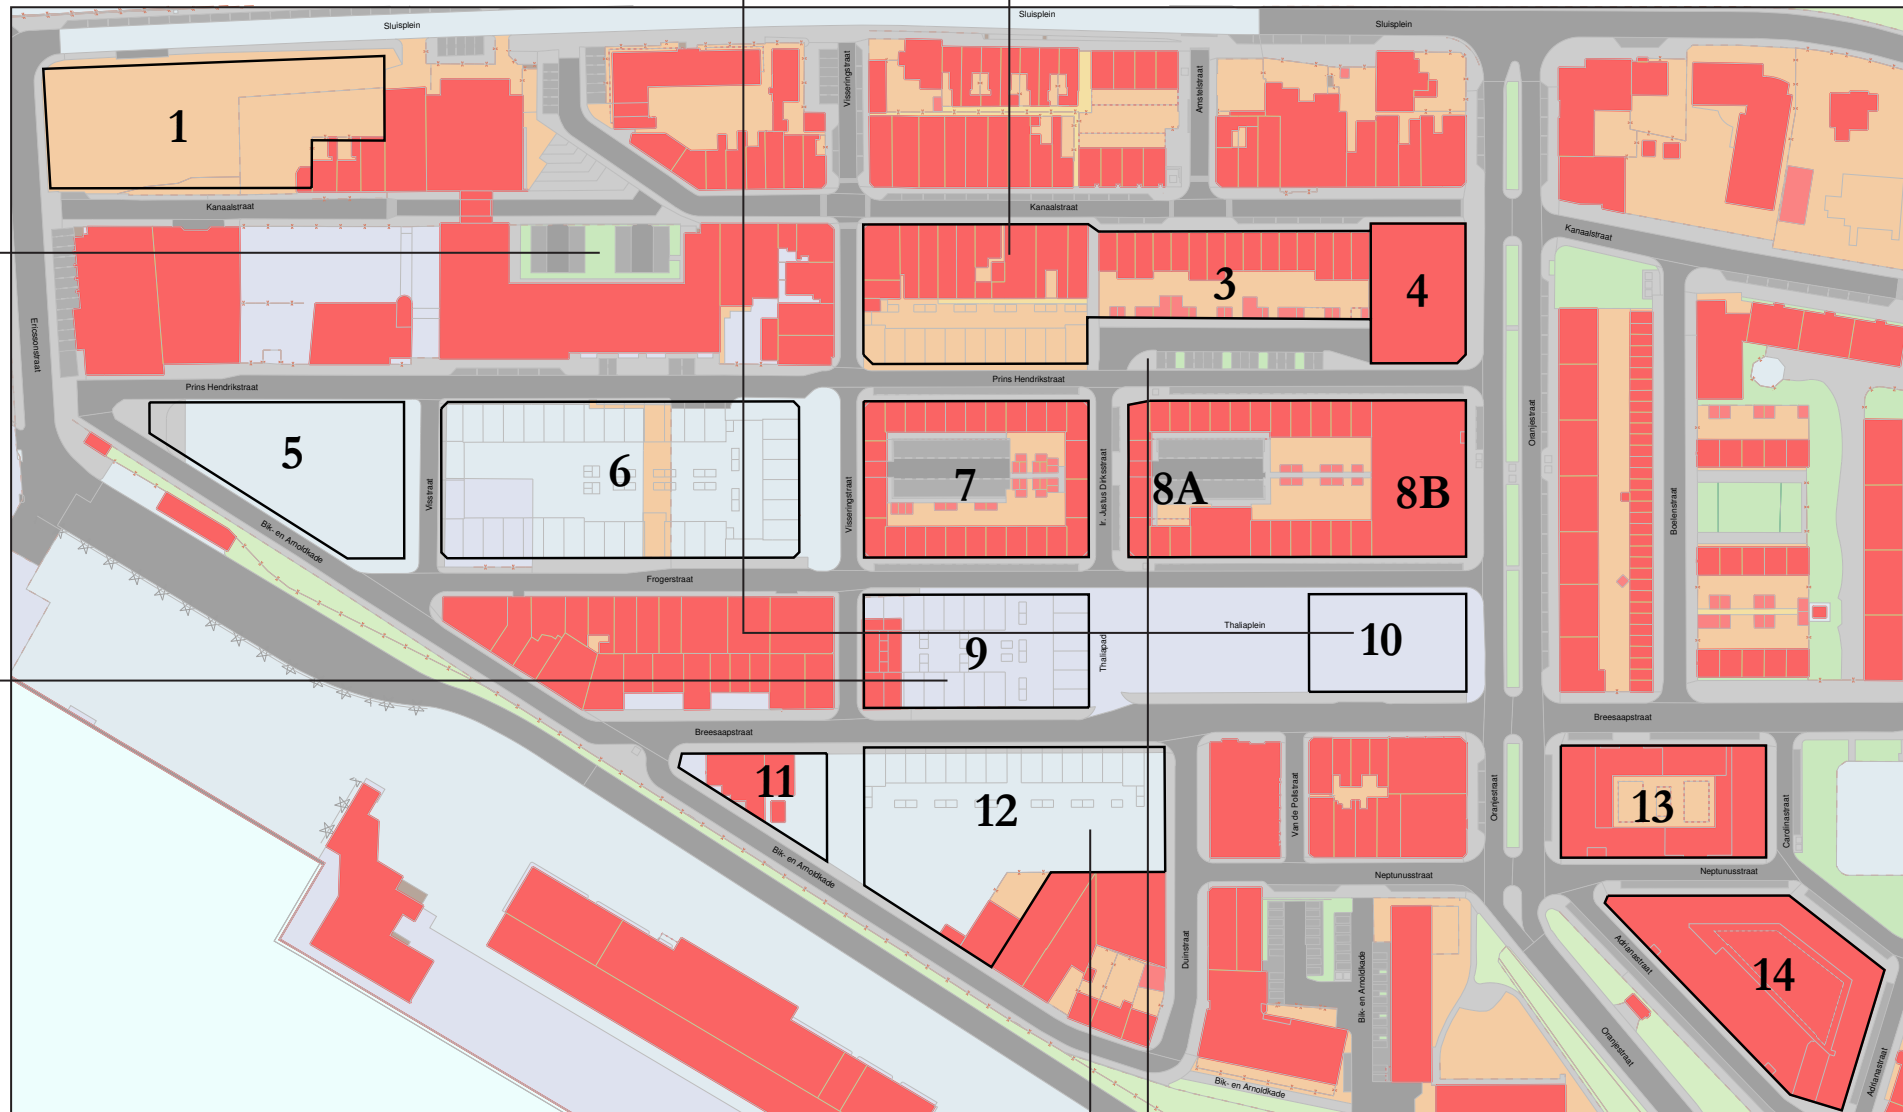 Sluisplein
Sluisplein
Sluisplein
Visseringstraat
Amstelstraat
1
Kanaalstraat
Kanaalstraat
Kanaalstraat
3
4
Ericssonstraat
Prins Hendrikstraat
Prins Hendrikstraat
Oranjestraat
5
6
7
8A
8B
Visstraat
Visseringstraat
Ir. Justus Dirksstraat
Boelenstraat
Bik- en Arnoldkade
Frogerstraat
Thaliaplein
9
Thaliapad
10
Breesaapstraat
Breesaapstraat
11
12
Van de Pollstraat
Oranjestraat
13
Carolinastraat
Bik- en Arnoldkade
Neptunusstraat
Neptunusstraat
Duinstraat
Bik- en Arnoldkade
Adrianastraat
14
Oranjestraat
Adrianastraat
Bik- en Arnoldkade